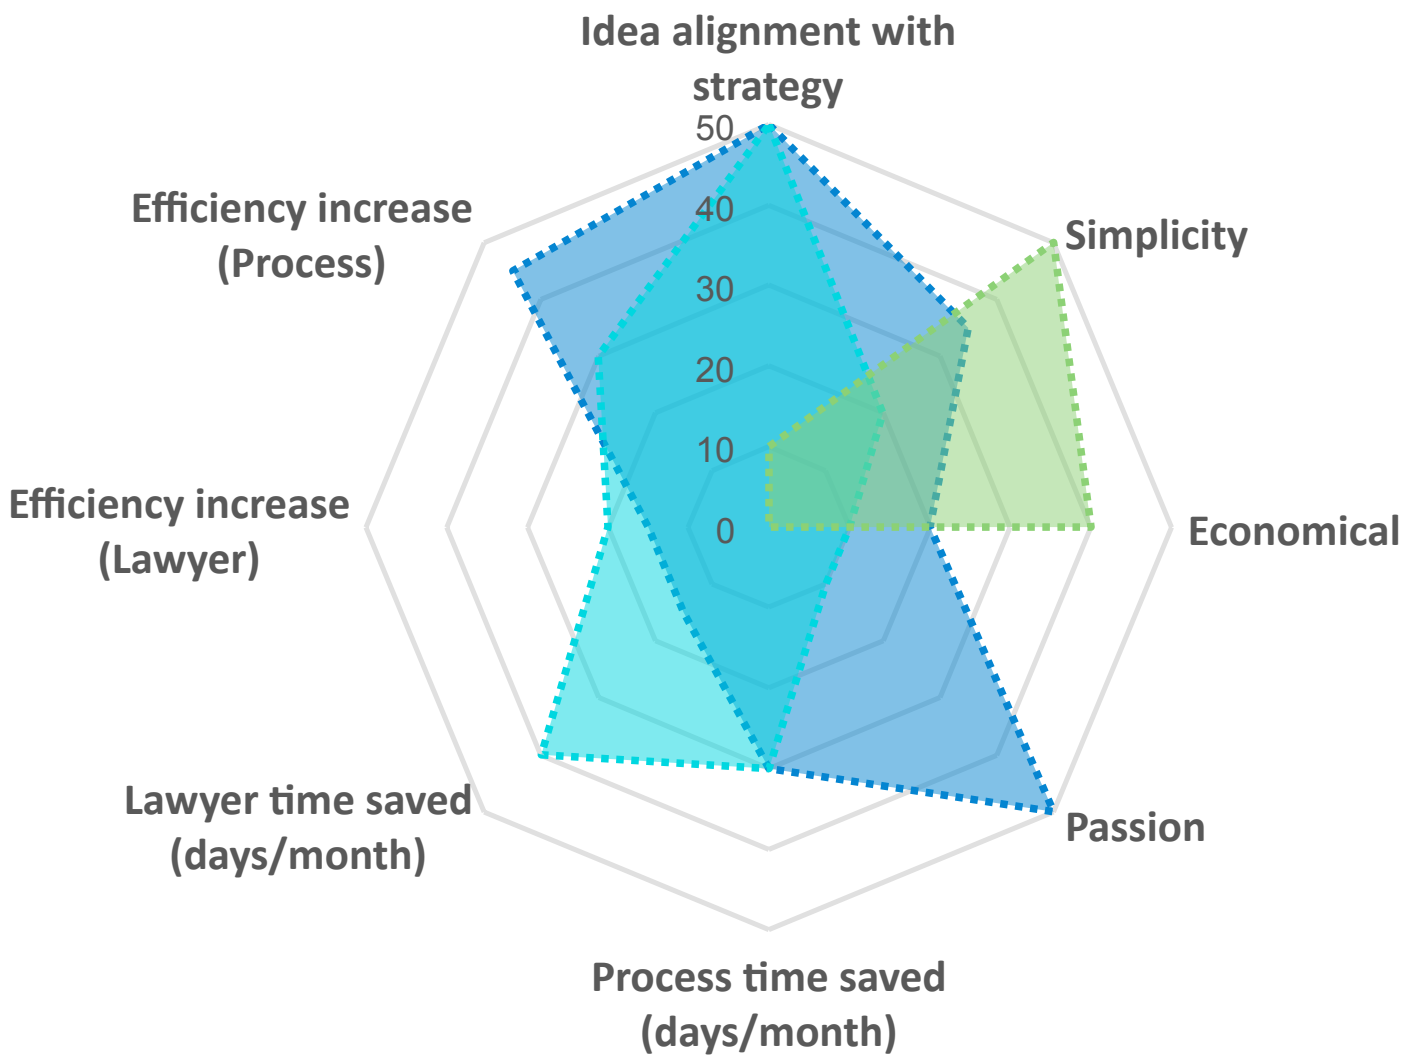 Idea alignment with
strategy
50
40
30
20
10
0
Simplicity
Economical
Passion
Process time saved
(days/month)
Lawyer time saved
(days/month)
Efficiency increase
(Lawyer)
Efficiency increase
(Process)